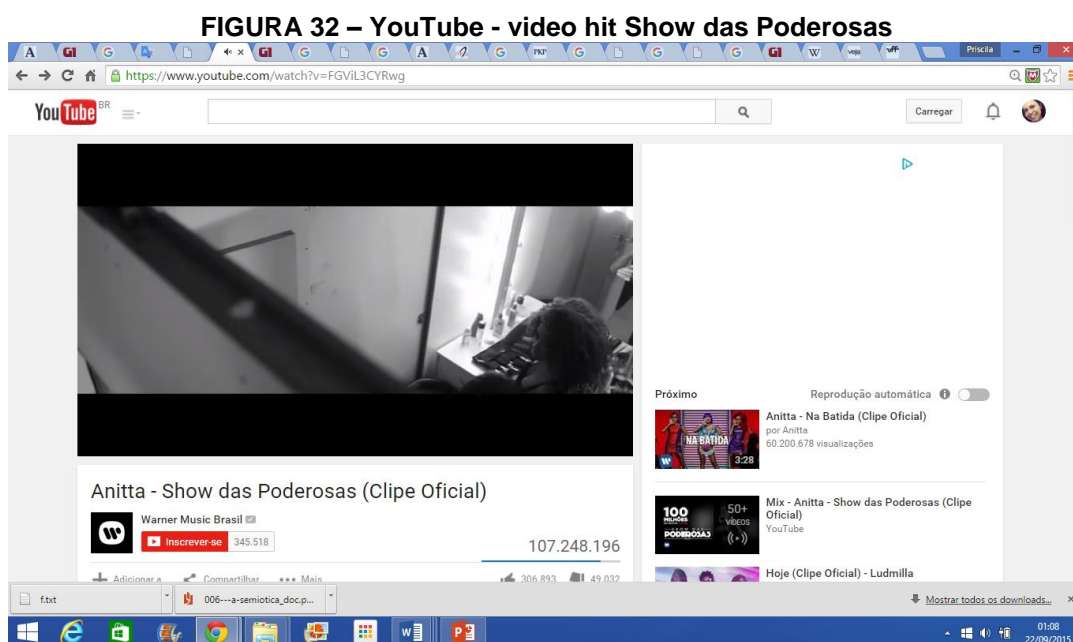 FIGURA 32 – YouTube - video hit Show das Poderosas
Priscila
https://www.youtube.com/watch?v=FGViL3CYRwg
YouTube BR
Carregar
Próximo
Reprodução automática
NA BATIDA
3:28
Anitta - Na Batida (Clipe Oficial)
por Anitta
60.200.678 visualizações
100
MILHÕES
PODEROSAS
50+
VÍDEOS
Mix - Anitta - Show das Poderosas (Clipe
Oficial)
YouTube
Hoje (Clipe Oficial) - Ludmilla
Anitta - Show das Poderosas (Clipe Oficial)
Warner Music Brasil
Inscrever-se 345.518
107.248.196
Adicionar a Compartilhar Mais
306.893 49.032
f.txt
006---a-semiotica_doc.p...
Mostrar todos os downloads...
01:08
22/09/2015